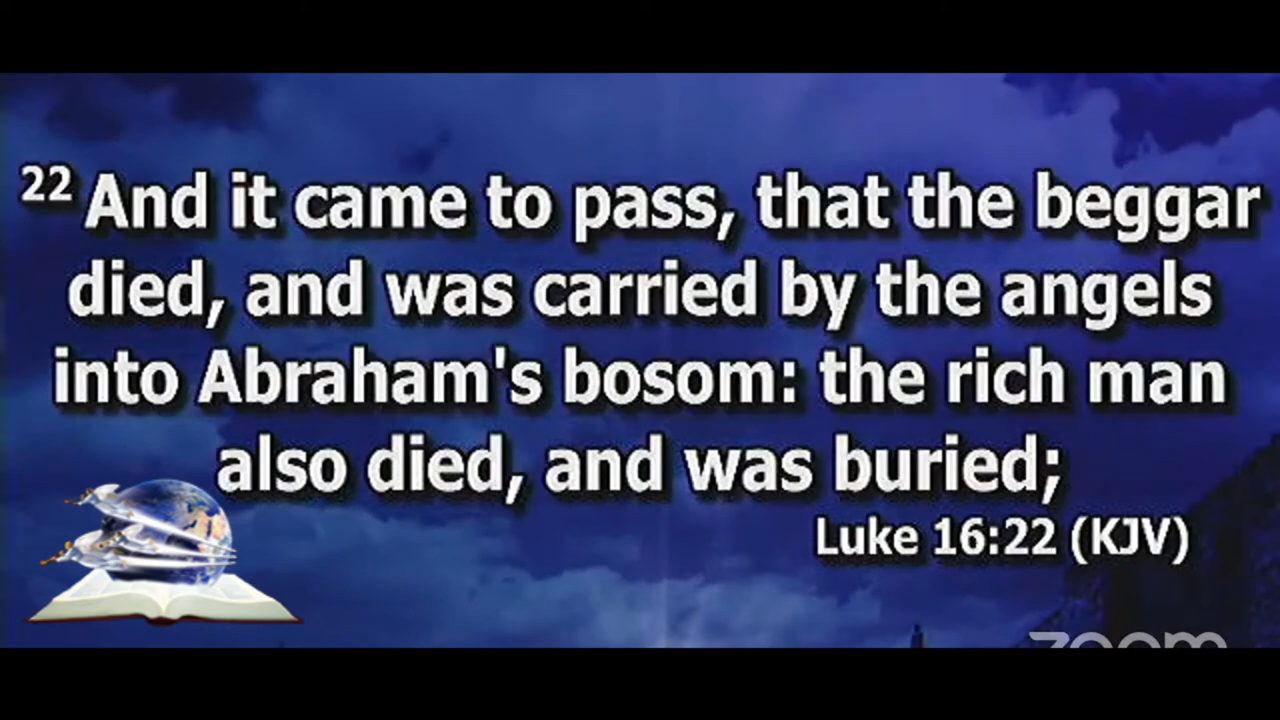 22 And it came to pass, that the beggar
died, and was carried by the angels
into Abraham's bosom: the rich man
also died, and was buried;
Luke 16:22 (KJV)
zoom